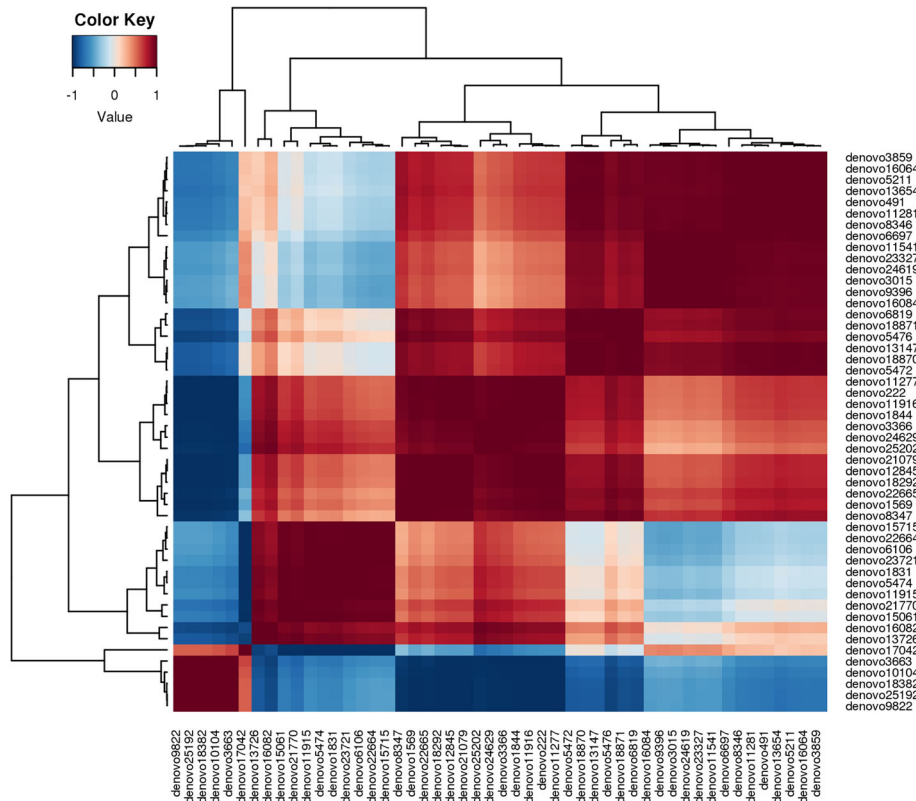 Color Key
-1 0 1
Value
denovo3859
denovo16064
denovo5211
denovo13654
denovo491
denovo11281
denovo8346
denovo6697
denovo11541
denovo23327
denovo24619
denovo3015
denovo9396
denovo16084
denovo6819
denovo18871
denovo5476
denovo13147
denovo18870
denovo5472
denovo11277
denovo222
denovo11916
denovo1844
denovo3366
denovo24629
denovo25202
denovo21079
denovo12845
denovo18292
denovo22665
denovo1569
denovo8347
denovo15715
denovo22664
denovo6106
denovo23721
denovo1831
denovo5474
denovo11915
denovo21770
denovo15061
denovo16082
denovo13726
denovo17042
denovo3663
denovo10104
denovo18382
denovo25192
denovo9822
denovo9822
denovo25192
denovo18382
denovo10104
denovo3663
denovo17042
denovo13726
denovo16082
denovo15061
denovo21770
denovo11915
denovo5474
denovo1831
denovo23721
denovo6106
denovo22664
denovo15715
denovo8347
denovo1569
denovo22665
denovo18292
denovo12845
denovo21079
denovo25202
denovo24629
denovo3366
denovo1844
denovo11916
denovo222
denovo11277
denovo5472
denovo18870
denovo13147
denovo5476
denovo18871
denovo6819
denovo16084
denovo9396
denovo3015
denovo24619
denovo23327
denovo11541
denovo6697
denovo8346
denovo11281
denovo491
denovo13654
denovo5211
denovo16064
denovo3859